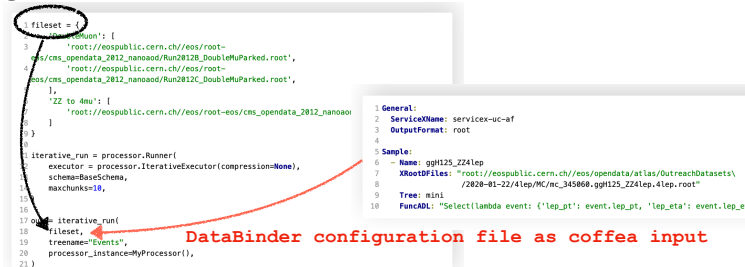 1 fileset = {
2 'DoubleMuon': [
3 'root://eospublic.cern.ch//eos/root-
eos/cms_opendata_2012_nanoaod/Run2012B_DoubleMuParked.root',
4 'root://eospublic.cern.ch//eos/root-
eos/cms_opendata_2012_nanoaod/Run2012C_DoubleMuParked.root',
],
'ZZ to 4mu': [
'root://eospublic.cern.ch//eos/root-eos/cms_opendata_2012_nanoaod
]
9 }
iterative_run = processor.Runner(
executor = processor.IterativeExecutor(compression=None),
schema=BaseSchema,
maxchunks=10,
)
17 out = iterative_run(
18 fileset,
19 treename="Events",
20 processor_instance=MyProcessor(),
21 )
1 General:
2 ServiceXName: servicex-uc-af
3 OutputFormat: root
4
5 Sample:
6 - Name: ggH125_ZZ4lep
7 XRootDFiles: "root://eospublic.cern.ch//eos/opendata/atlas/OutreachDatasets\
8 /2020-01-22/4lep/MC/mc_345060.ggH125_ZZ4lep.4lep.root"
9 Tree: mini
10 FuncADL: "Select(lambda event: {'lep_pt': event.lep_pt, 'lep_eta': event.lep_e
DataBinder configuration file as coffea input